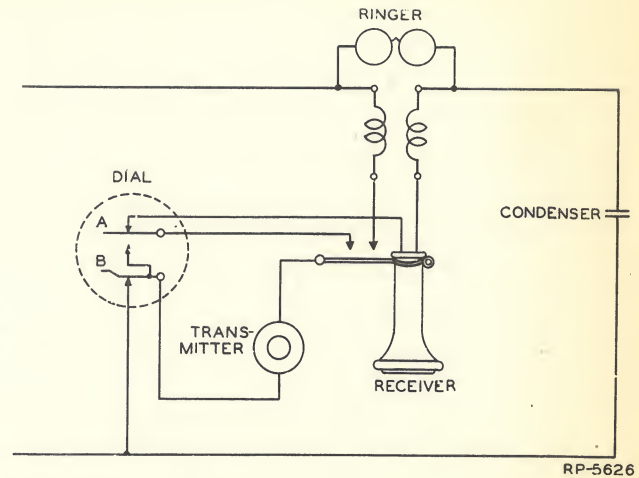 RINGER
DIAL
A
B
CONDENSER
TRANS-
MITTER
RECEIVER
RP-5626